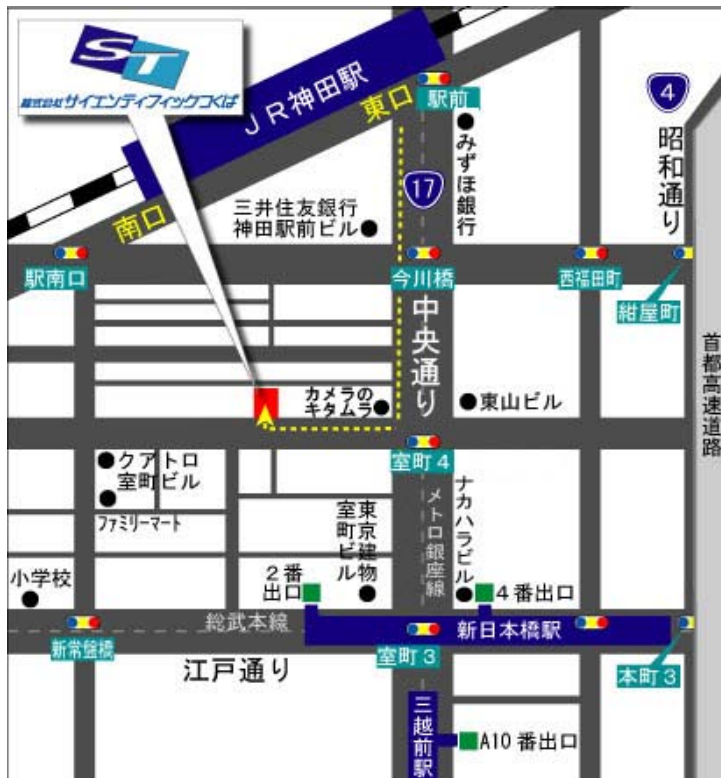 ST
株式会社サイエンティフィックつくば
JR神田駅
東口
南口
駅前
4
昭和通り
17
みずほ銀行
三井住友銀行
神田駅前ビル
駅南口
今川橋
西福田町
紺屋町
中央通り
首都高速道路
カメラの
キタムラ
東山ビル
室町4
クアトロ
室町ビル
ファミリーマート
東京建物
室町ビル
メトロ銀座線
ナカハラビル
小学校
2番
出口
4番出口
総武本線
新日本橋駅
新常盤橋
江戸通り
室町3
本町3
三越前駅
A10番出口